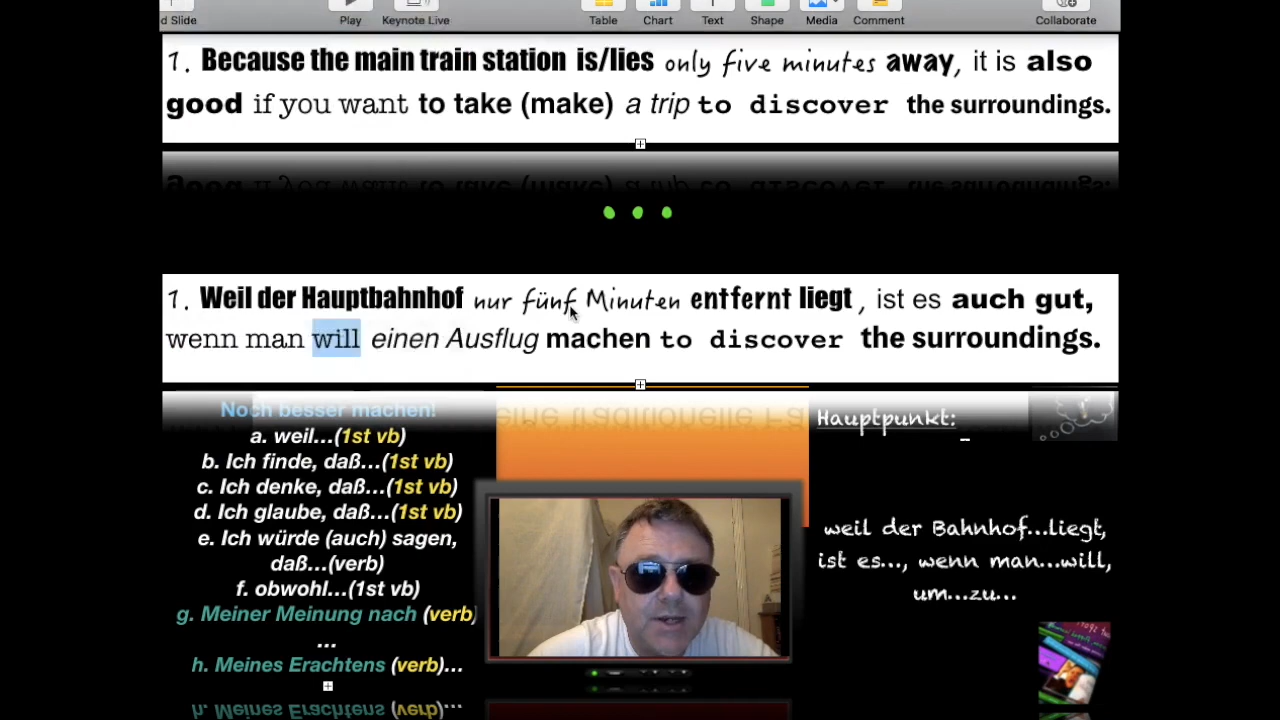 d Slide Play Keynote Live Table Chart Text Shape Media Comment Collaborate
1. Because the main train station is/lies only five minutes away, it is also
good if you want to take (make) a trip to discover the surroundings.
1. Weil der Hauptbahnhof nur fünf Minuten entfernt liegt , ist es auch gut,
wenn man will einen Ausflug machen to discover the surroundings.
Noch besser machen!
a. weil...(1st vb)
b. Ich finde, daß...(1st vb)
c. Ich denke, daß...(1st vb)
d. Ich glaube, daß...(1st vb)
e. Ich würde (auch) sagen,
daß...(verb)
f. obwohl...(1st vb)
g. Meiner Meinung nach (verb)
...
h. Meines Erachtens (verb)...
Hauptpunkt:
weil der Bahnhof...liegt,
ist es..., wenn man...will,
um...zu...